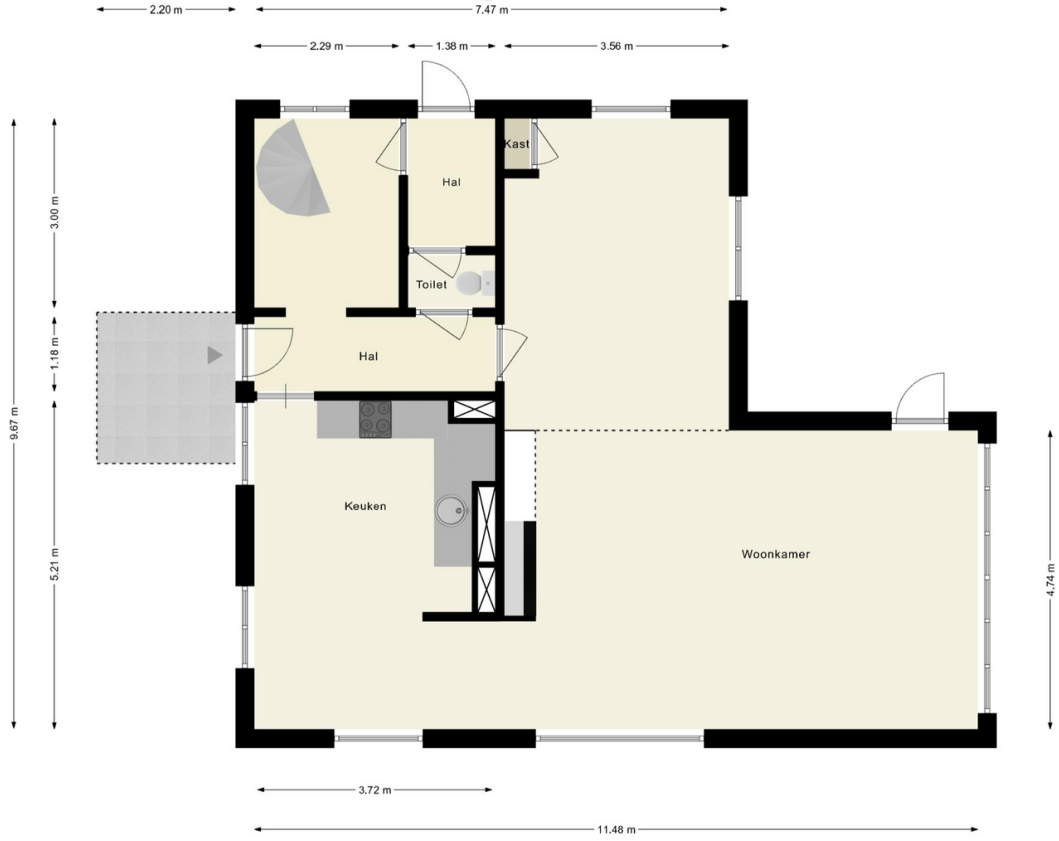 2.20 m
7.47 m
2.29 m
1.38 m
3.56 m
Kast
Hal
3.00 m
Toilet
1.18 m
Hal
9.67 m
Keuken
5.21 m
Woonkamer
4.74 m
3.72 m
11.48 m